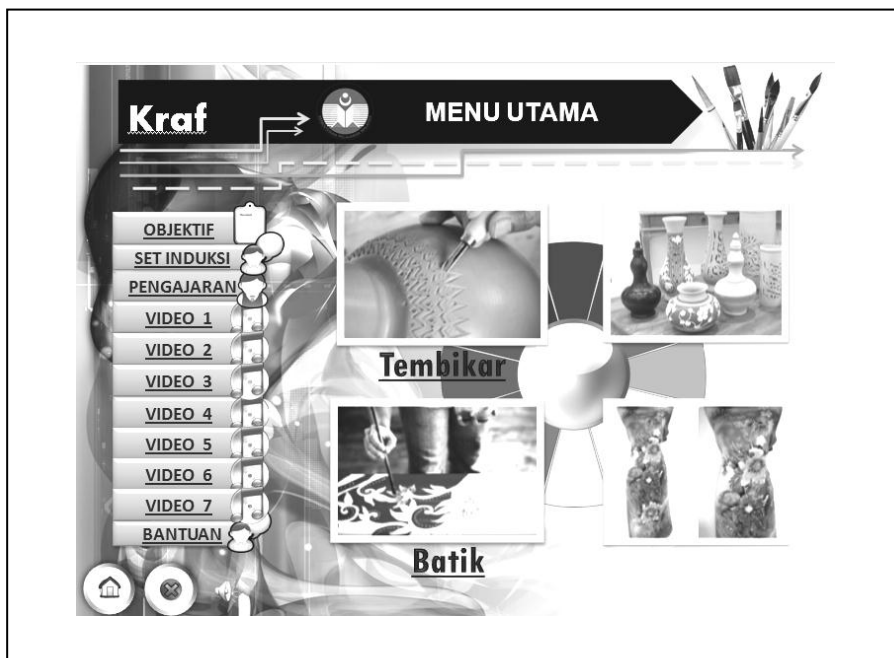 Kraf
MENU UTAMA
OBJEKTIF
SET INDUKSI
PENGAJARAN
VIDEO 1
VIDEO 2
VIDEO 3
VIDEO 4
VIDEO 5
VIDEO 6
VIDEO 7
BANTUAN
Tembikar
Batik